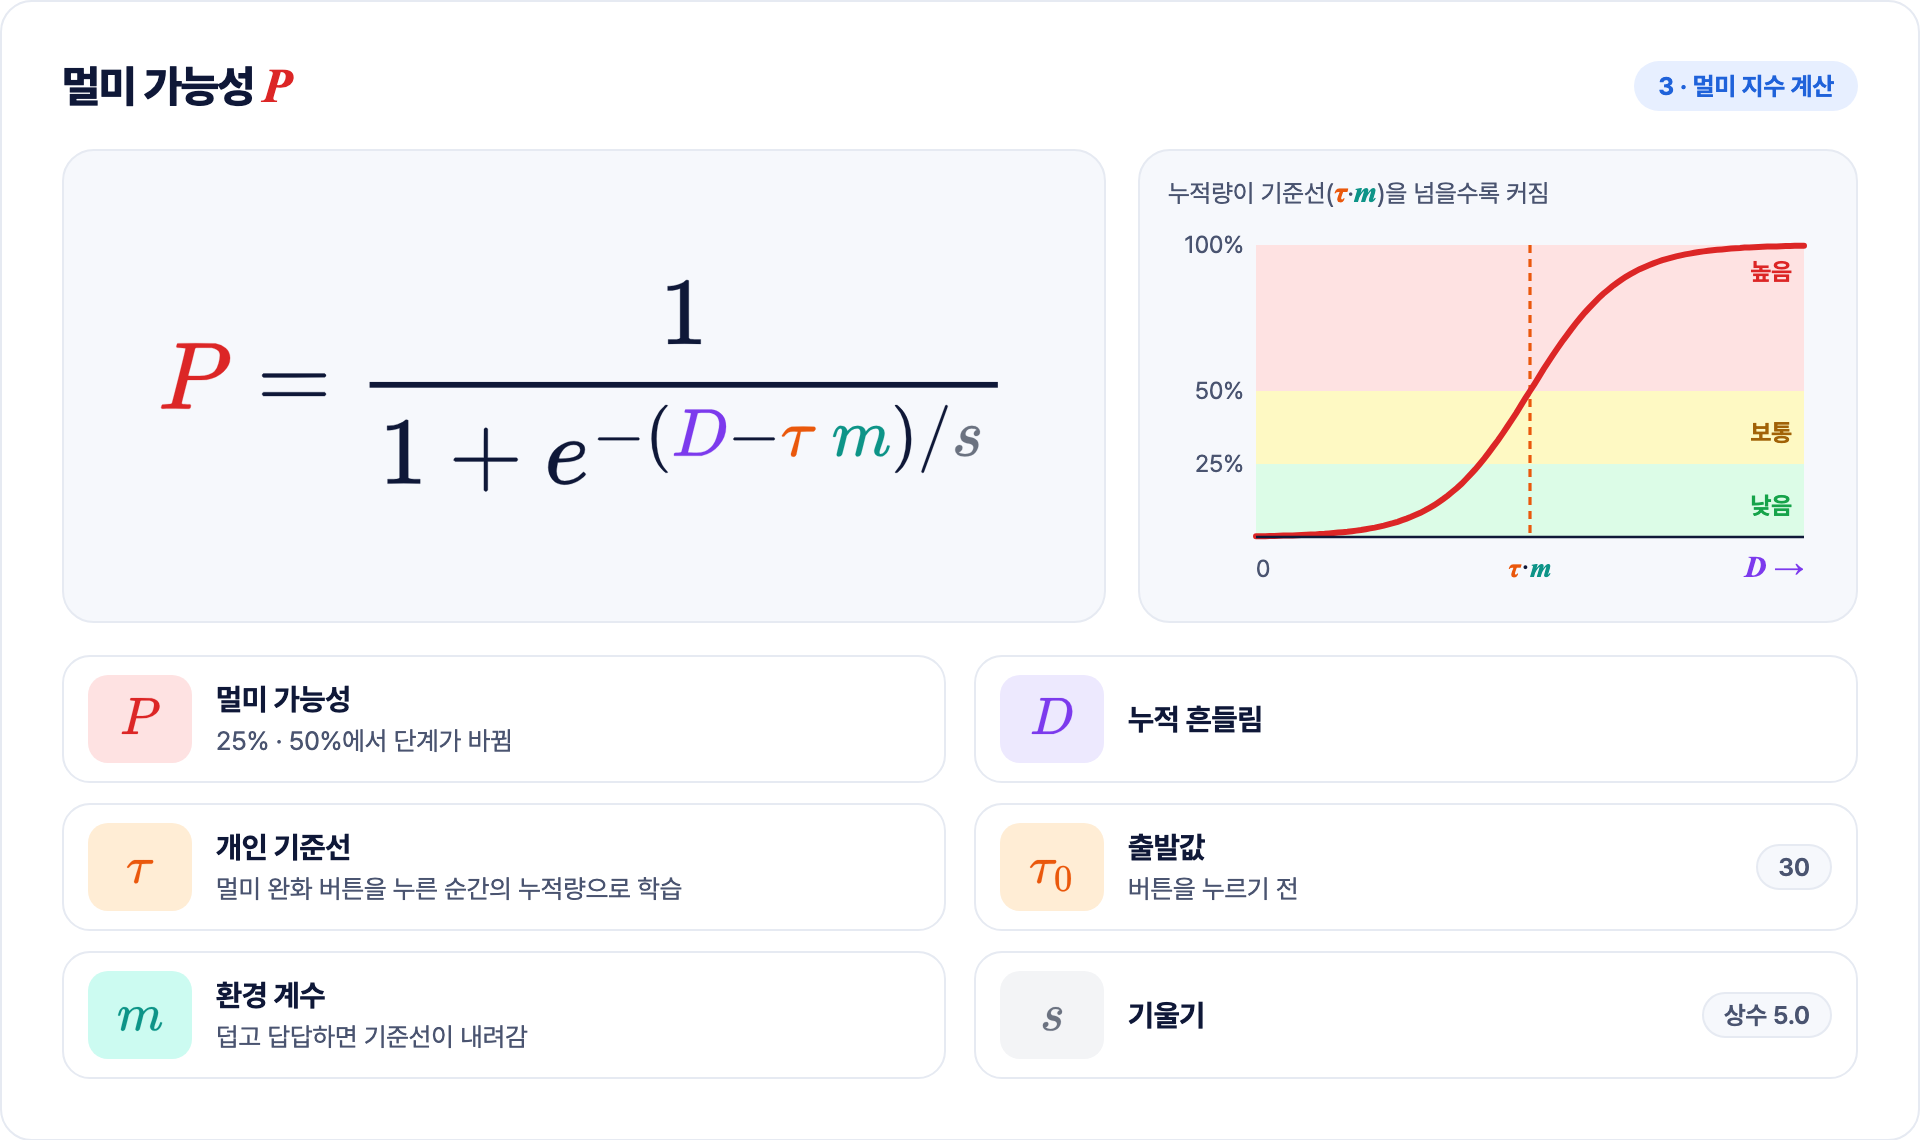 멀미 가능성 P
3 · 멀미 지수 계산
P = 1 / (1 + e^{−(D−τ m)/s})
누적량이 기준선(τ·m)을 넘을수록 커짐
100%
높음
50%
보통
25%
낮음
0
τ·m
D →
P
멀미 가능성
25% · 50%에서 단계가 바뀜
D
누적 흔들림
τ
개인 기준선
멀미 완화 버튼을 누른 순간의 누적량으로 학습
τ₀
출발값
버튼을 누르기 전
30
m
환경 계수
덥고 답답하면 기준선이 내려감
s
기울기
상수 5.0